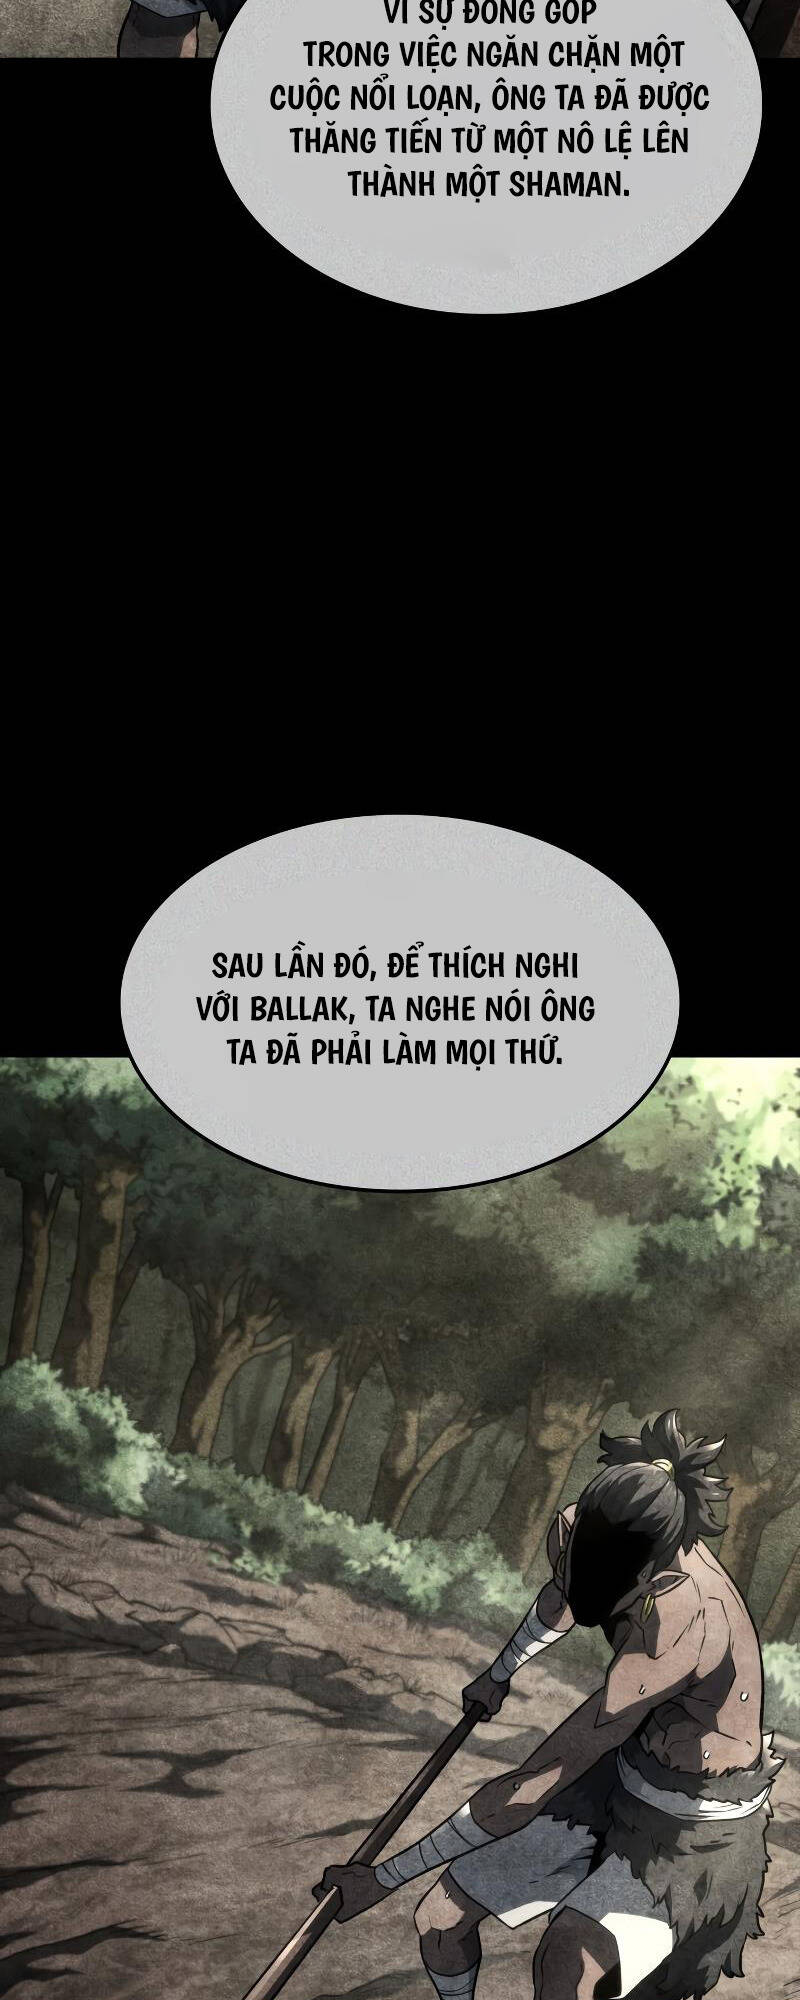 VÌ SỰ ĐÓNG GÓP
TRONG VIỆC NGĂN CHẶN MỘT
CUỘC NỔI LOẠN, ÔNG TA ĐÃ ĐƯỢC
THĂNG TIẾN TỪ MỘT NÔ LỆ LÊN
THÀNH MỘT SHAMAN.
SAU LẦN ĐÓ, ĐỂ THÍCH NGHI
VỚI BALLAK, TA NGHE NÓI ÔNG
TA ĐÃ PHẢI LÀM MỌI THỨ.